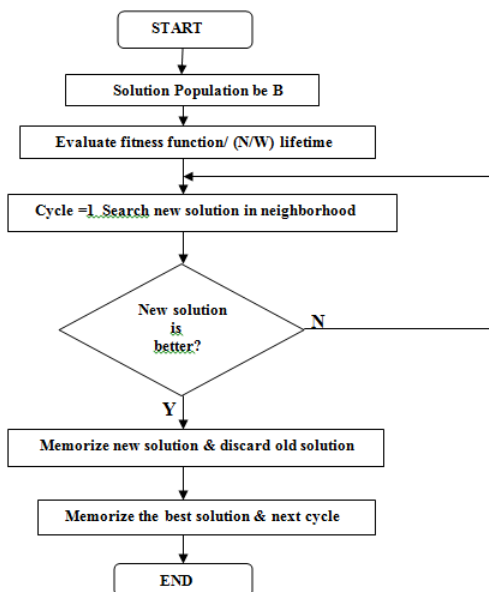 START
Solution Population be B
Evaluate fitness function/ (N/W) lifetime
Cycle =1 Search new solution in neighborhood
New solution
is
better?
N
Y
Memorize new solution & discard old solution
Memorize the best solution & next cycle
END